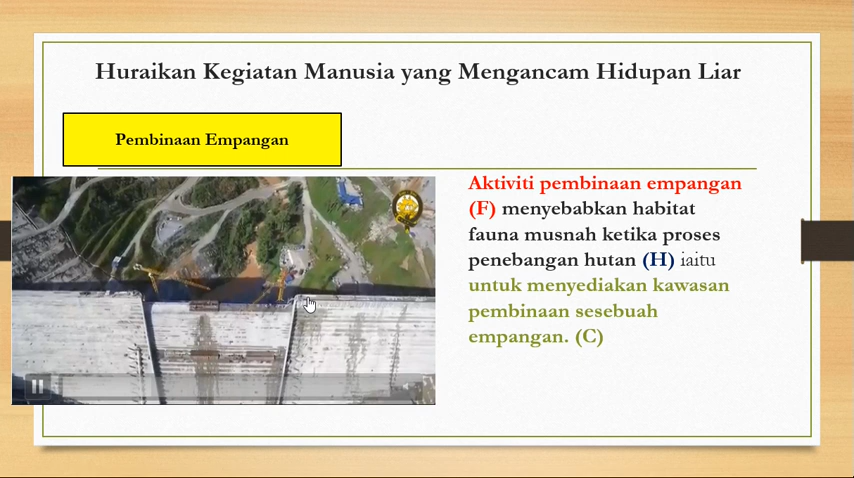 Huraikan Kegiatan Manusia yang Mengancam Hidupan Liar
Pembinaan Empangan
Aktiviti pembinaan empangan
(F) menyebabkan habitat
fauna musnah ketika proses
penebangan hutan (H) iaitu
untuk menyediakan kawasan
pembinaan sesebuah
empangan. (C)